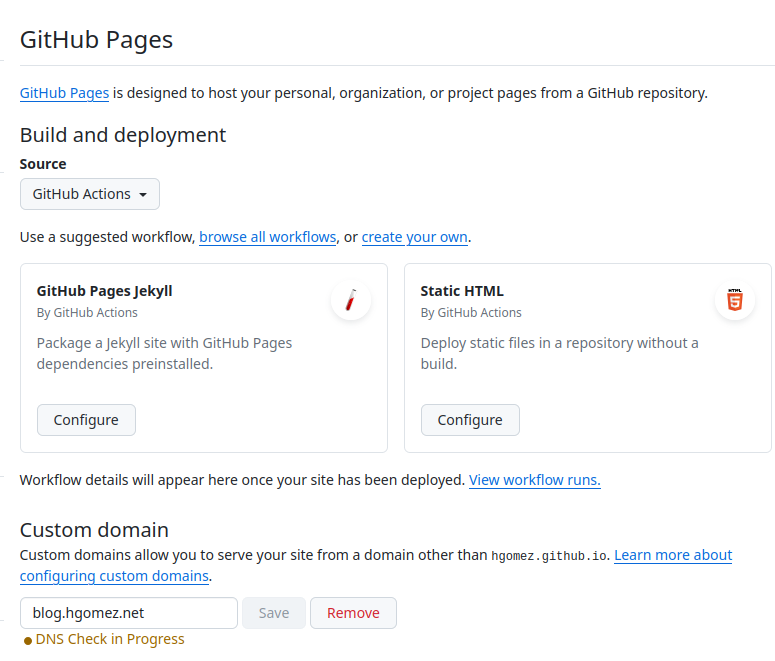 GitHub Pages
GitHub Pages is designed to host your personal, organization, or project pages from a GitHub repository.
Build and deployment
Source
GitHub Actions
Use a suggested workflow, browse all workflows, or create your own.
GitHub Pages Jekyll
By GitHub Actions
Package a Jekyll site with GitHub Pages
dependencies preinstalled.
Configure
Static HTML
By GitHub Actions
Deploy static files in a repository without a
build.
Configure
HTML
5
Workflow details will appear here once your site has been deployed. View workflow runs.
Custom domain
Custom domains allow you to serve your site from a domain other than hgomez.github.io. Learn more about
configuring custom domains.
blog.hgomez.net
Save
Remove
DNS Check in Progress